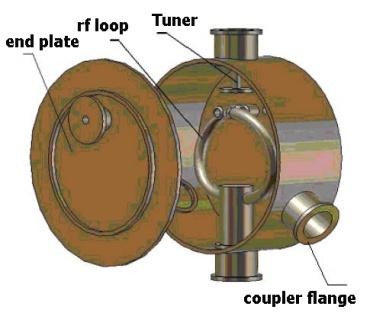 Tuner
rf loop
end plate
coupler flange